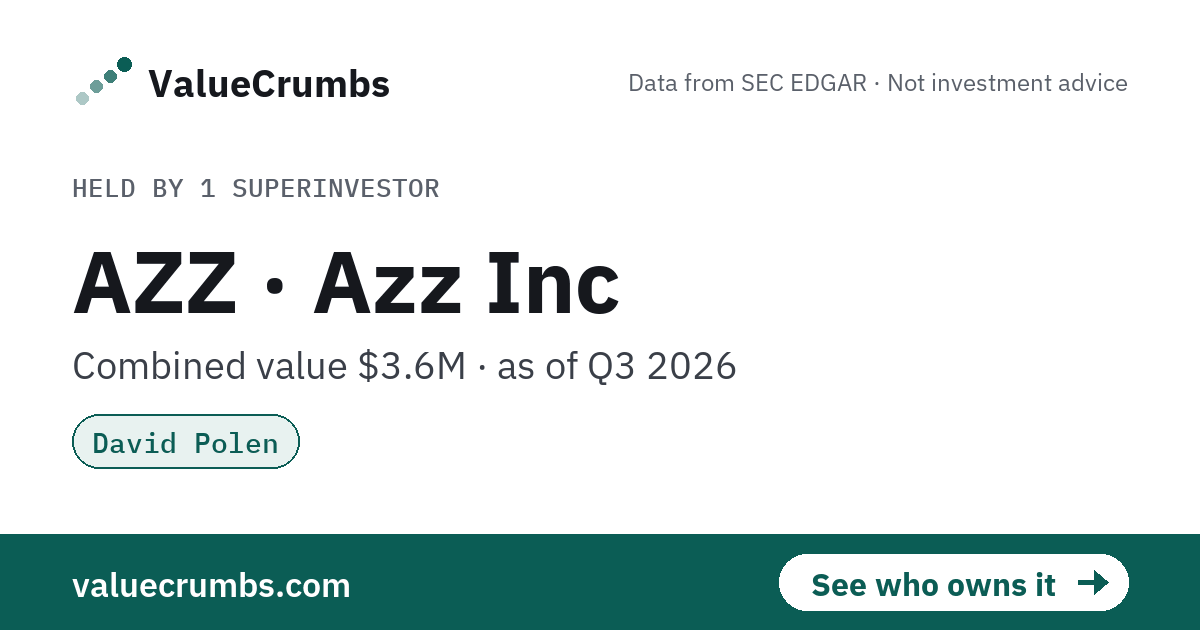 ValueCrumbs
Data from SEC EDGAR · Not investment advice
HELD BY 1 SUPERINVESTOR
AZZ · Azz Inc
Combined value $3.6M · as of Q3 2026
David Polen
valuecrumbs.com
See who owns it